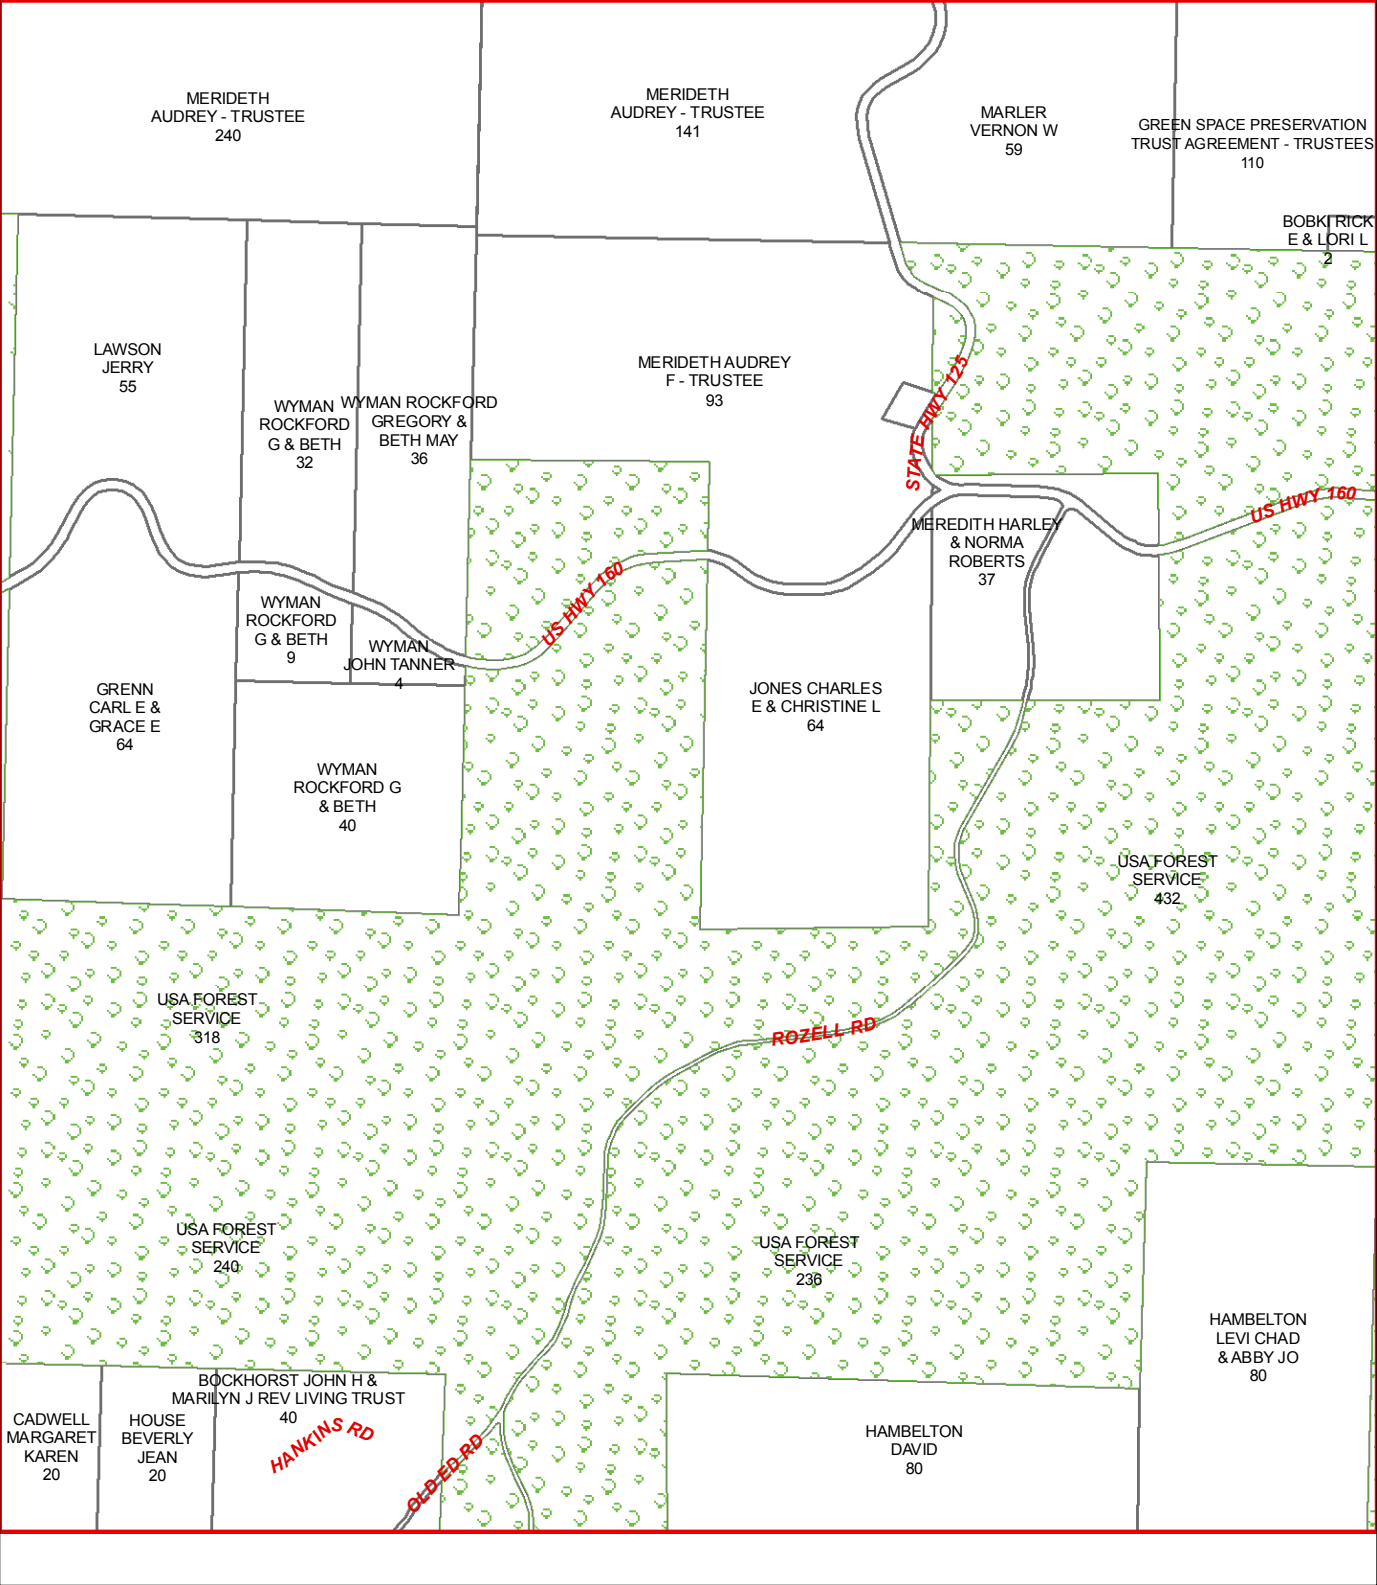 MERIDETH
AUDREY - TRUSTEE
240
MERIDETH
AUDREY - TRUSTEE
141
MARLER
VERNON W
59
GREEN SPACE PRESERVATION
TRUST AGREEMENT - TRUSTEES
110
BOBK RICK
E & LORI L
2
LAWSON
JERRY
55
WYMAN
ROCKFORD
G & BETH
32
WYMAN ROCKFORD
GREGORY &
BETH MAY
36
MERIDETH AUDREY
F - TRUSTEE
93
STATE HWY 125
US HWY 160
MEREDITH HARLEY
& NORMA
ROBERTS
37
US HWY 160
WYMAN
ROCKFORD
G & BETH
9
WYMAN
JOHN TANNER
4
GRENN
CARL E &
GRACE E
64
JONES CHARLES
E & CHRISTINE L
64
WYMAN
ROCKFORD G
& BETH
40
USA FOREST
SERVICE
432
USA FOREST
SERVICE
318
ROZELL RD
USA FOREST
SERVICE
240
USA FOREST
SERVICE
236
HAMBELTON
LEVI CHAD
& ABBY JO
80
BOCKHORST JOHN H &
MARILYN J REV LIVING TRUST
40
CADWELL
MARGARET
KAREN
20
HOUSE
BEVERLY
JEAN
20
HANKINS RD
OLD ED RD
HAMBELTON
DAVID
80